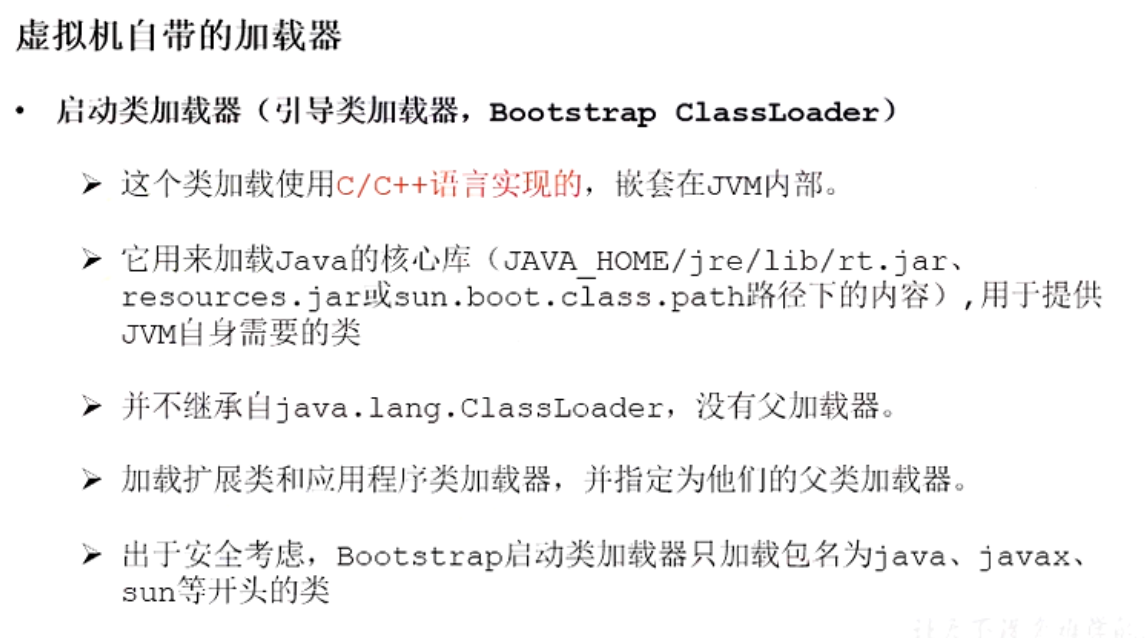 虚拟机自带的加载器
• 启动类加载器（引导类加载器，Bootstrap ClassLoader）
➢ 这个类加载使用C/C++语言实现的，嵌套在JVM内部。
➢ 它用来加载Java的核心库（JAVA_HOME/jre/lib/rt.jar、
resources.jar或sun.boot.class.path路径下的内容）,用于提供
JVM自身需要的类
➢ 并不继承自java.lang.ClassLoader，没有父加载器。
➢ 加载扩展类和应用程序类加载器，并指定为他们的父类加载器。
➢ 出于安全考虑，Bootstrap启动类加载器只加载包名为java、javax、
sun等开头的类